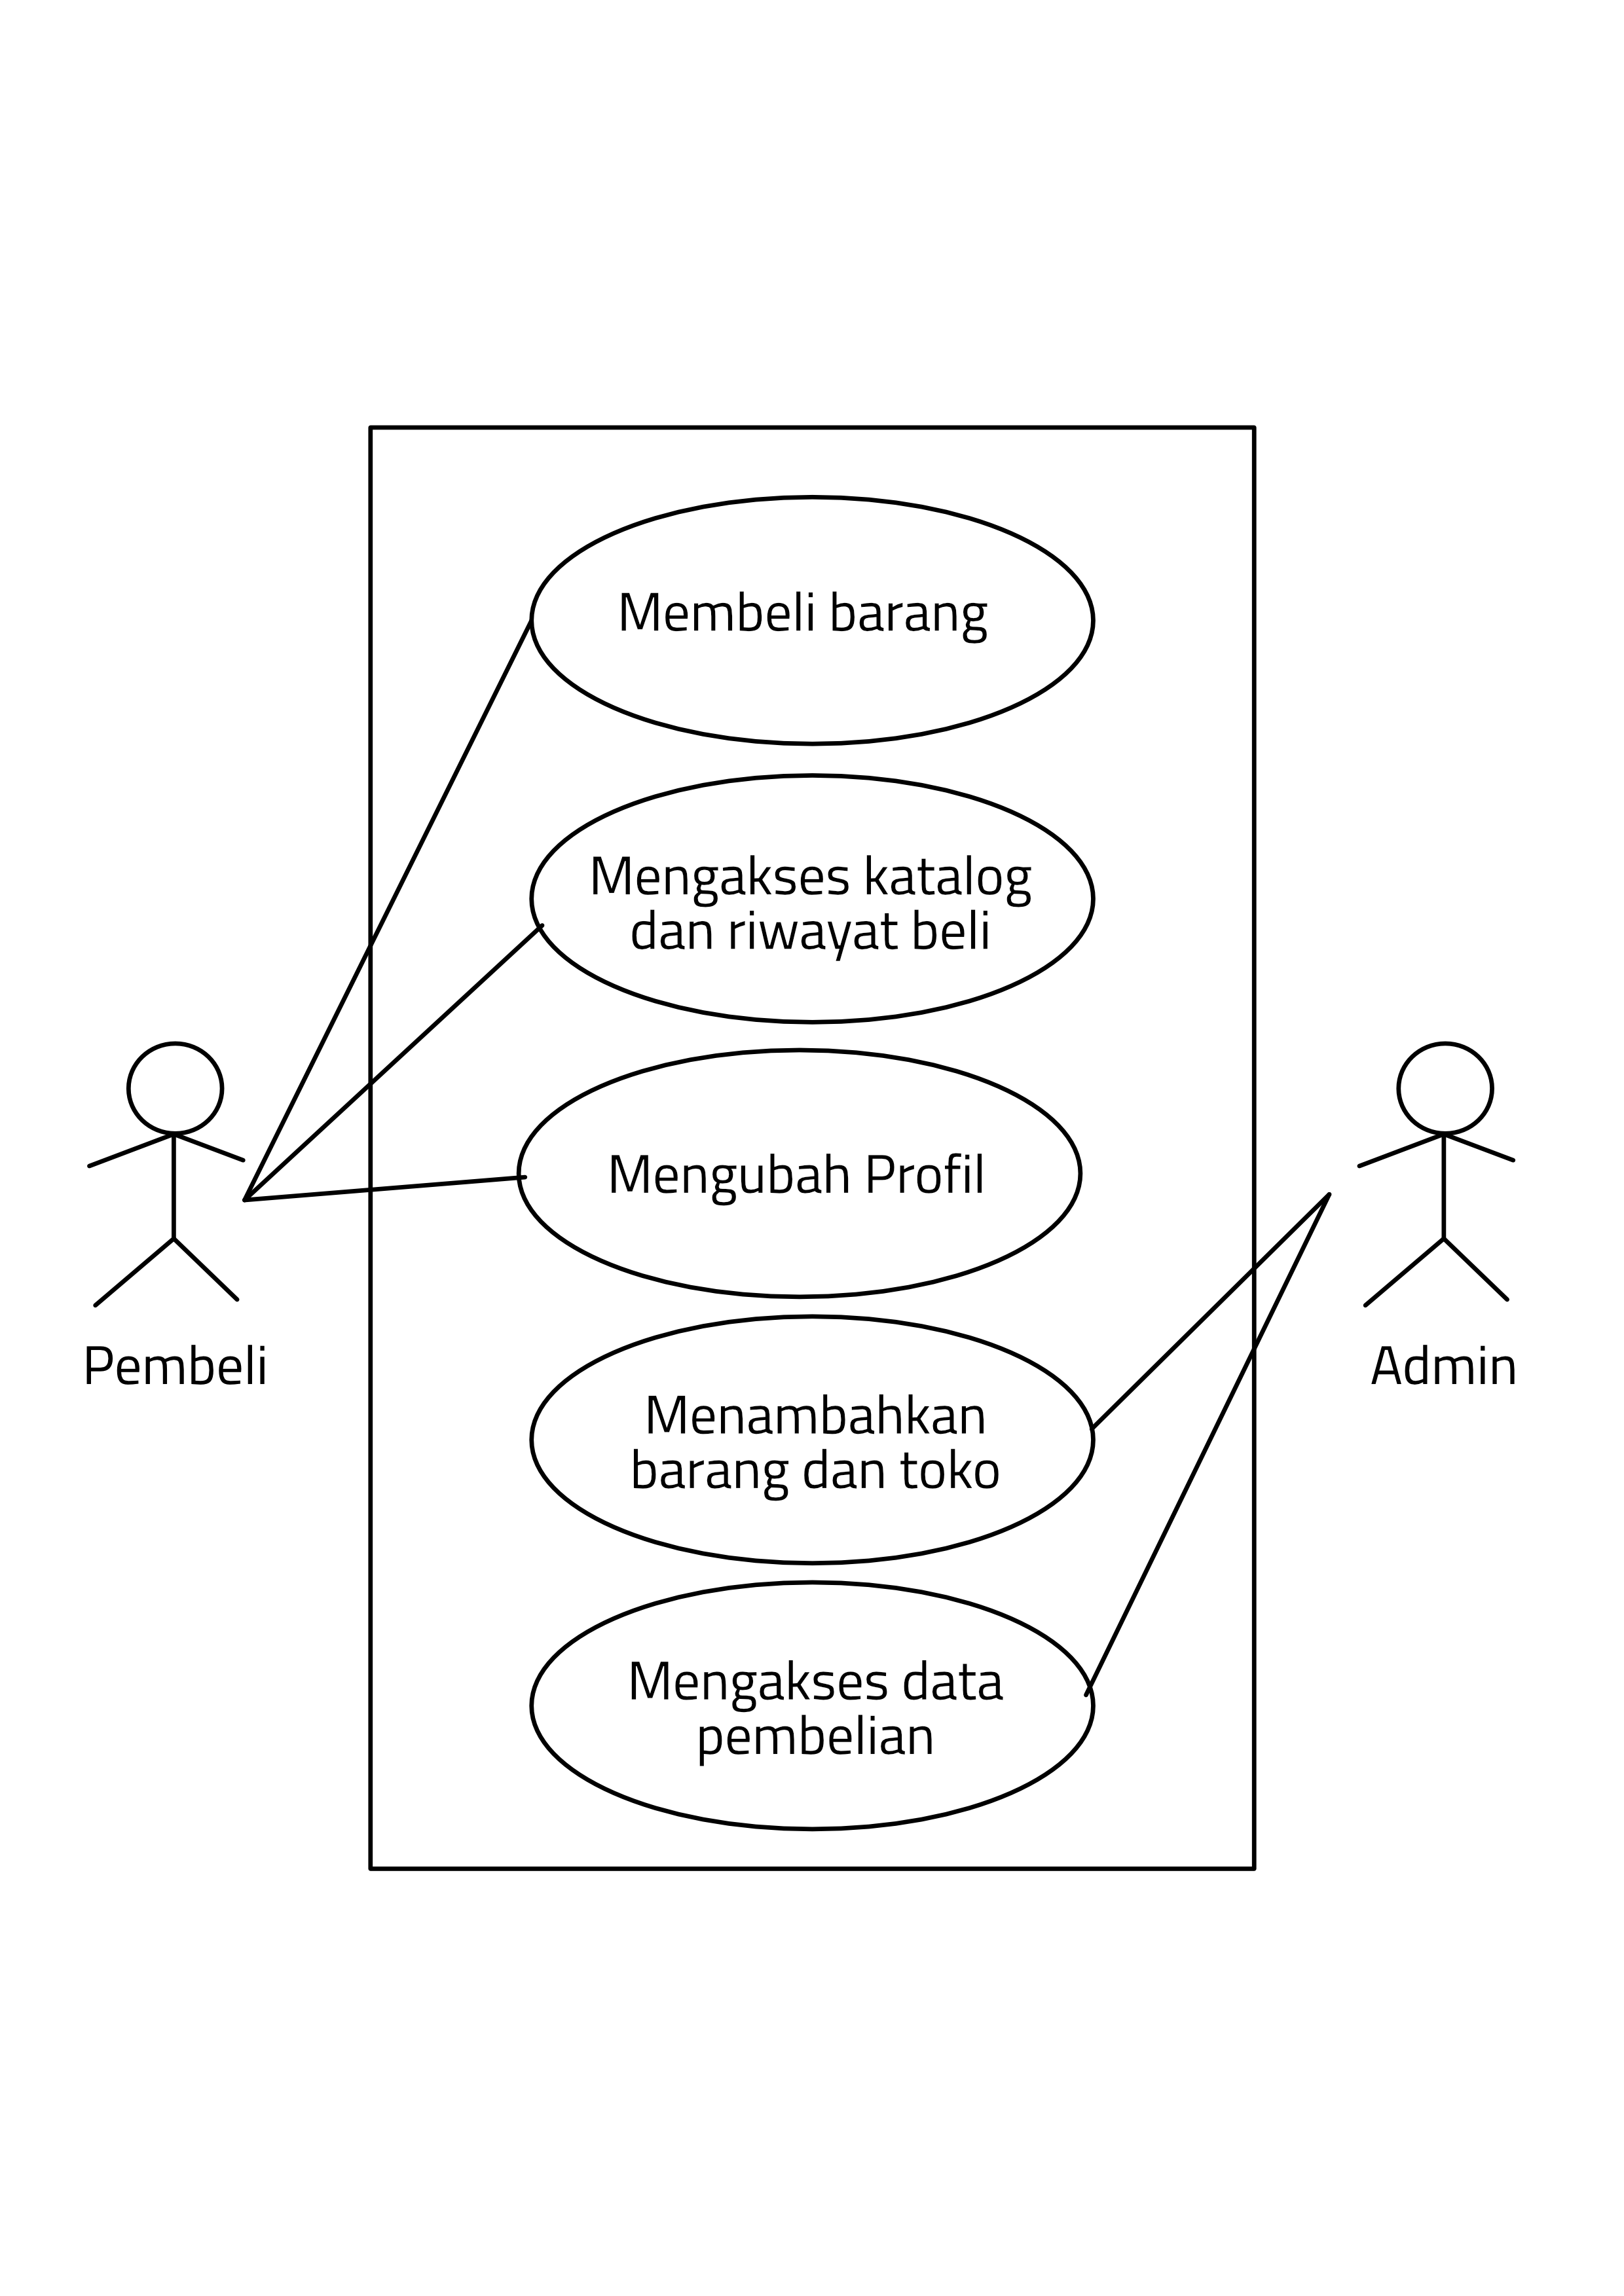 Membeli barang
Mengakses katalog
dan riwayat beli
Mengubah Profil
Pembeli
Admin
Menambahkan
barang dan toko
Mengakses data
pembelian